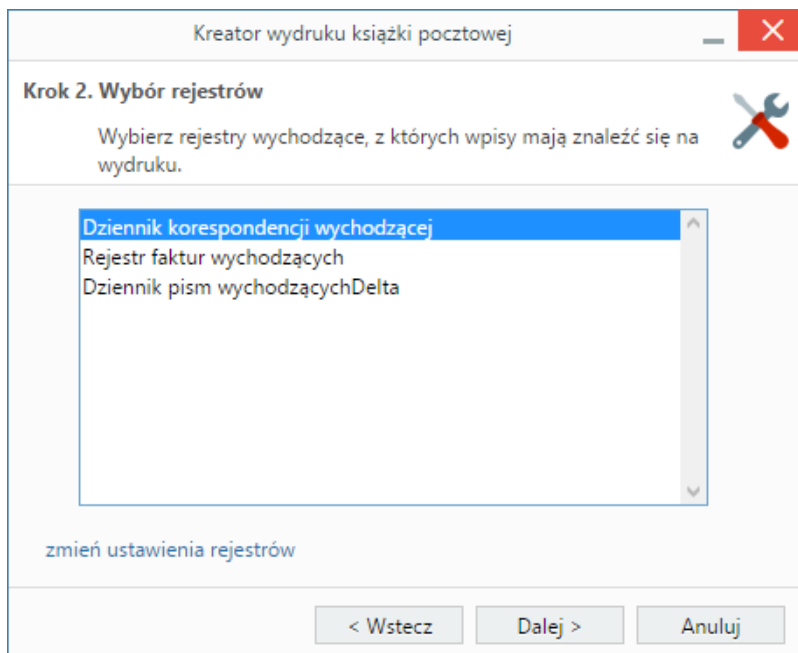 Kreator wydruku książki pocztowej
Krok 2. Wybór rejestrów
Wybierz rejestry wychodzące, z których wpisy mają znaleźć się na
wydruku.
Dziennik korespondencji wychodzącej
Rejestr faktur wychodzących
Dziennik pism wychodzącychDelta
zmień ustawienia rejestrów
< Wstecz
Dalej >
Anuluj